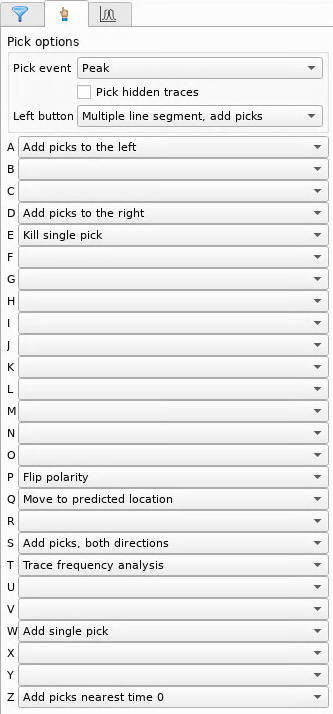 Pick options
Pick event Peak
Pick hidden traces
Left button Multiple line segment, add picks
A Add picks to the left
B
C
D Add picks to the right
E Kill single pick
F
G
H
I
J
K
L
M
N
O
P Flip polarity
Q Move to predicted location
R
S Add picks, both directions
T Trace frequency analysis
U
V
W Add single pick
X
Y
Z Add picks nearest time 0